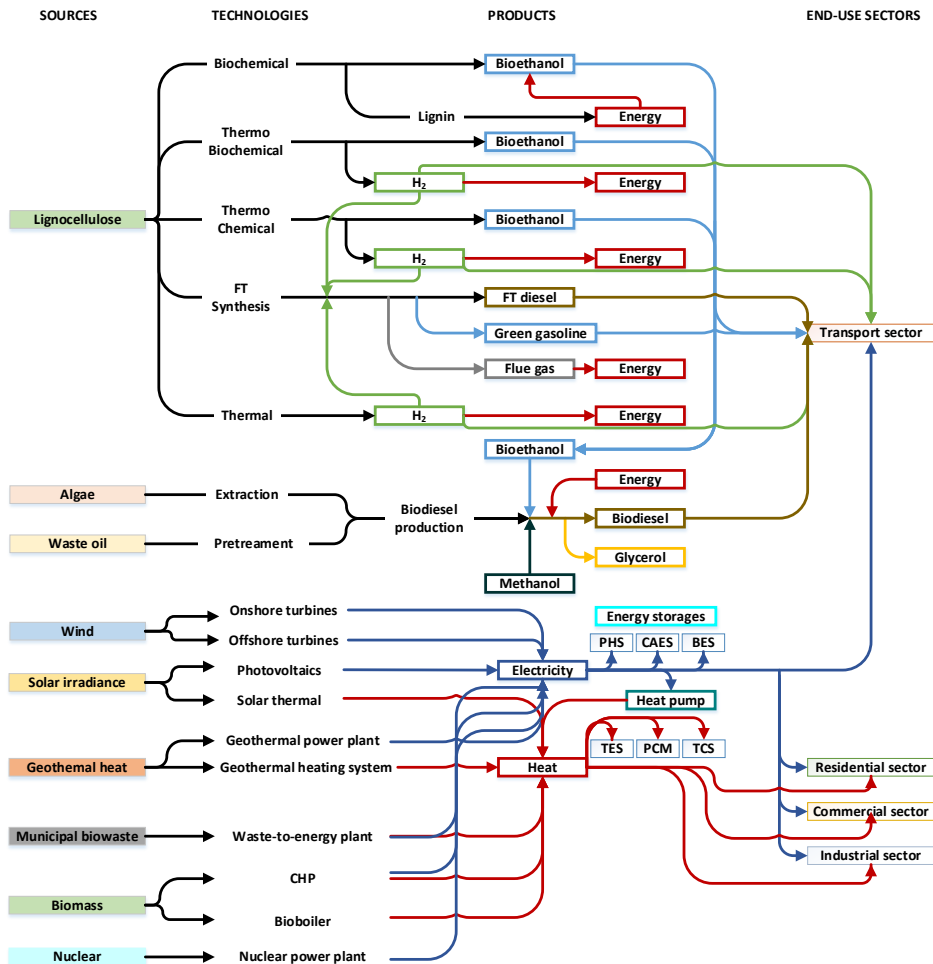 SOURCES TECHNOLOGIES PRODUCTS END-USE SECTORS
Biochemical Bioethanol
Lignin Energy
Thermo
Biochemical
Bioethanol
H₂ Energy
Lignocellulose
Thermo
Chemical
Bioethanol
H₂ Energy
FT
Synthesis
FT diesel
Green gasoline Transport sector
Flue gas Energy
Thermal H₂ Energy
Bioethanol
Energy
Algae Extraction
Biodiesel
production
Biodiesel
Waste oil Pretreament
Glycerol
Methanol
Onshore turbines
Energy storages
Wind
Offshore turbines
PHS CAES BES
Photovoltaics Electricity
Solar irradiance
Solar thermal Heat pump
Geothermal power plant
TES PCM TCS
Geothemal heat Geothermal heating system Heat Residential sector
Commercial sector
Municipal biowaste Waste-to-energy plant
Industrial sector
CHP
Biomass
Bioboiler
Nuclear Nuclear power plant